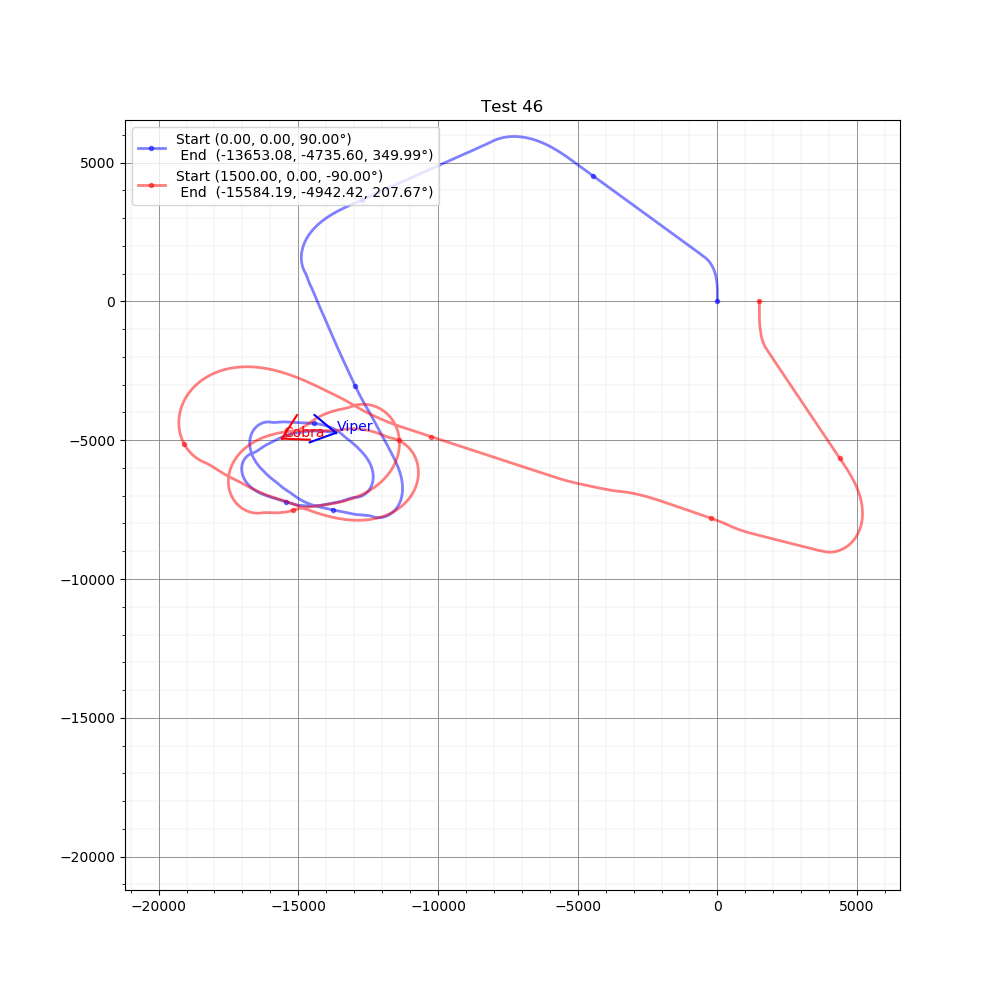 Test 46
Start (0.00, 0.00, 90.00°)
End (-13653.08, -4735.60, 349.99°)
Start (1500.00, 0.00, -90.00°)
End (-15584.19, -4942.42, 207.67°)
5000
0
−5000
−10000
−15000
−20000
Viper
Cobra
−20000
−15000
−10000
−5000
0
5000